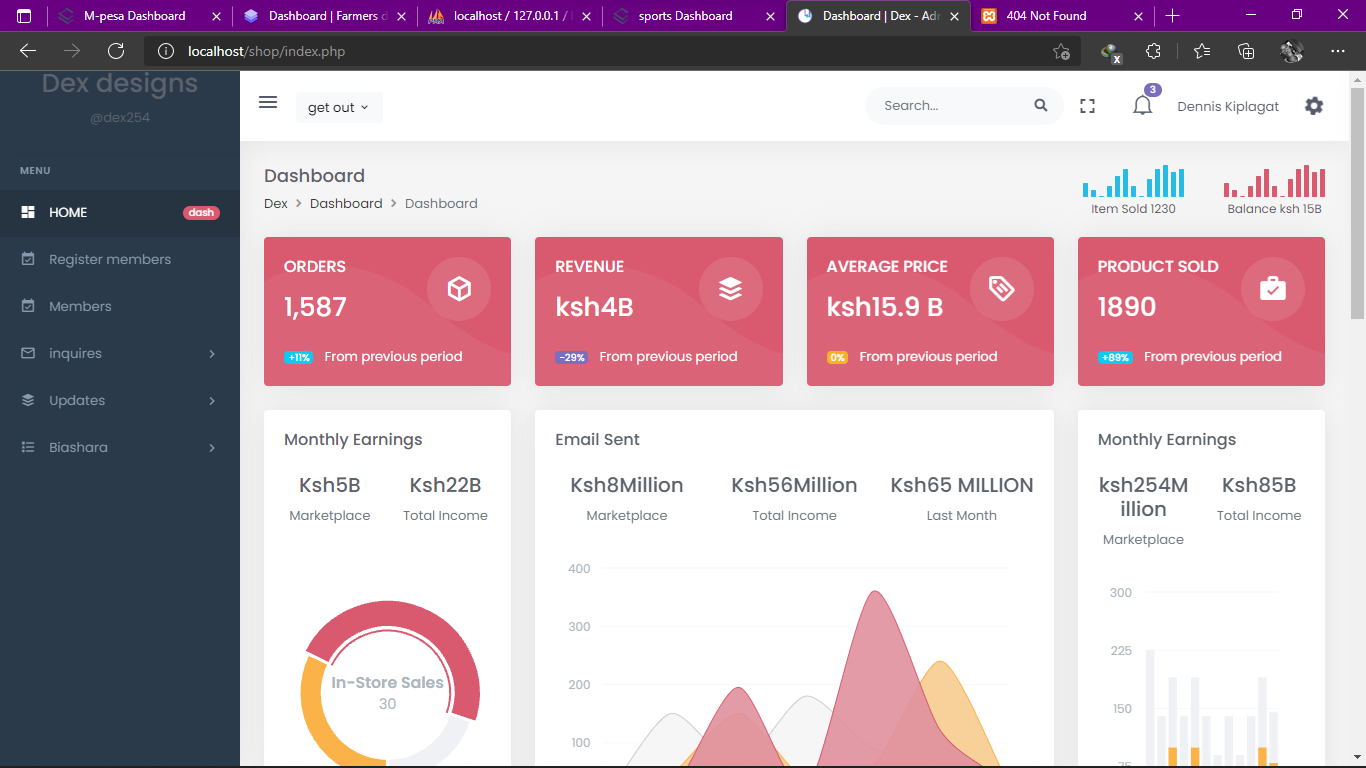 M-pesa Dashboard
Dashboard | Farmers d
localhost / 127.0.0.1 /
sports Dashboard
Dashboard | Dex - Adm
404 Not Found
localhost/shop/index.php
x
Dex designs
@dex254
MENU
HOME dash
Register members
Members
inquires
Updates
Biashara
get out
Search...
3
Dennis Kiplagat
Dashboard
Dex > Dashboard > Dashboard
Item Sold 1230
Balance ksh 15B
ORDERS
1,587
+11% From previous period
REVENUE
ksh4B
-29% From previous period
AVERAGE PRICE
ksh15.9 B
0% From previous period
PRODUCT SOLD
1890
+89% From previous period
Monthly Earnings
Ksh5B
Marketplace
Ksh22B
Total Income
In-Store Sales
30
Email Sent
Ksh8Million
Marketplace
Ksh56Million
Total Income
Ksh65 MILLION
Last Month
400
300
200
100
Monthly Earnings
ksh254M
illion
Marketplace
Ksh85B
Total Income
300
225
150
75